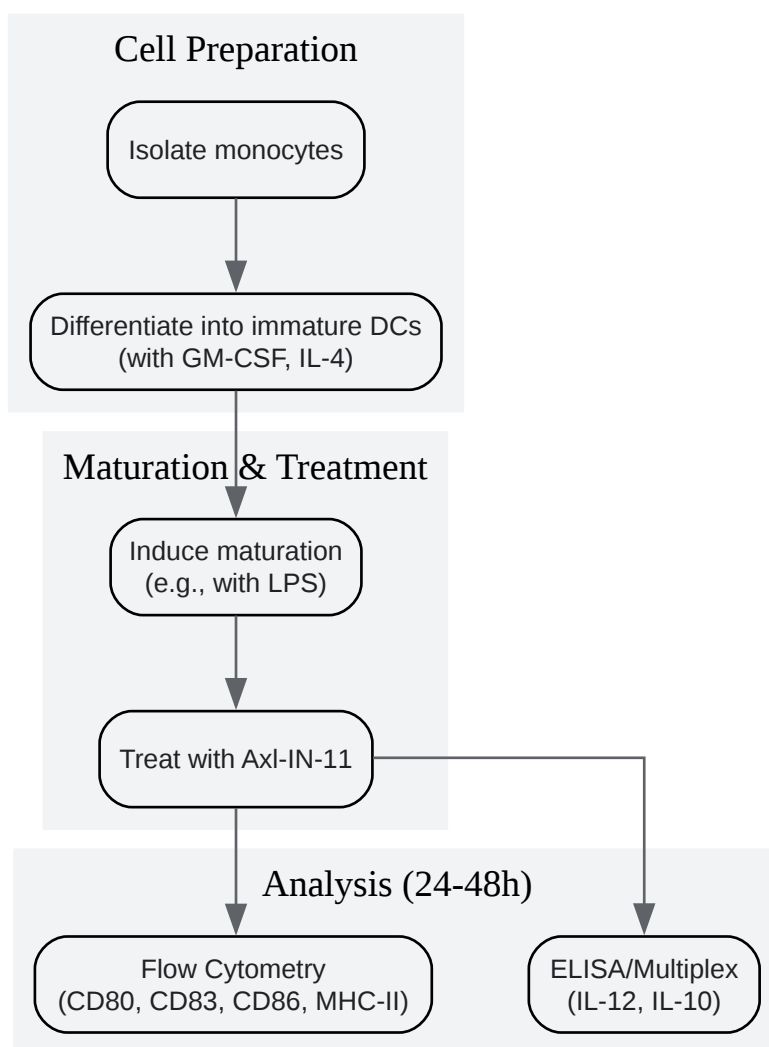 Cell Preparation
Isolate monocytes
Differentiate into immature DCs
(with GM-CSF, IL-4)
Maturation & Treatment
Induce maturation
(e.g., with LPS)
Treat with Axl-IN-11
Analysis (24-48h)
Flow Cytometry
(CD80, CD83, CD86, MHC-II)
ELISA/Multiplex
(IL-12, IL-10)